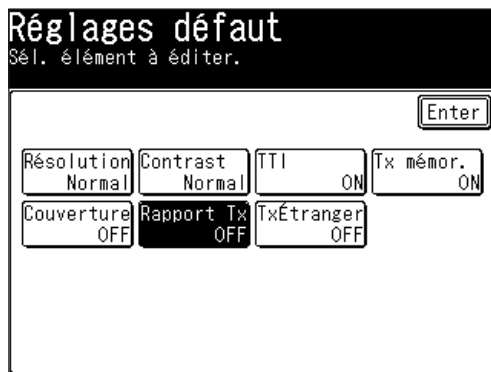 Réglages défaut
Sél. élément à éditer.
Enter
Résolution Contrast TTI Tx mémor.
Normal Normal ON ON
Couverture Rapport Tx TxÉtranger
OFF OFF OFF